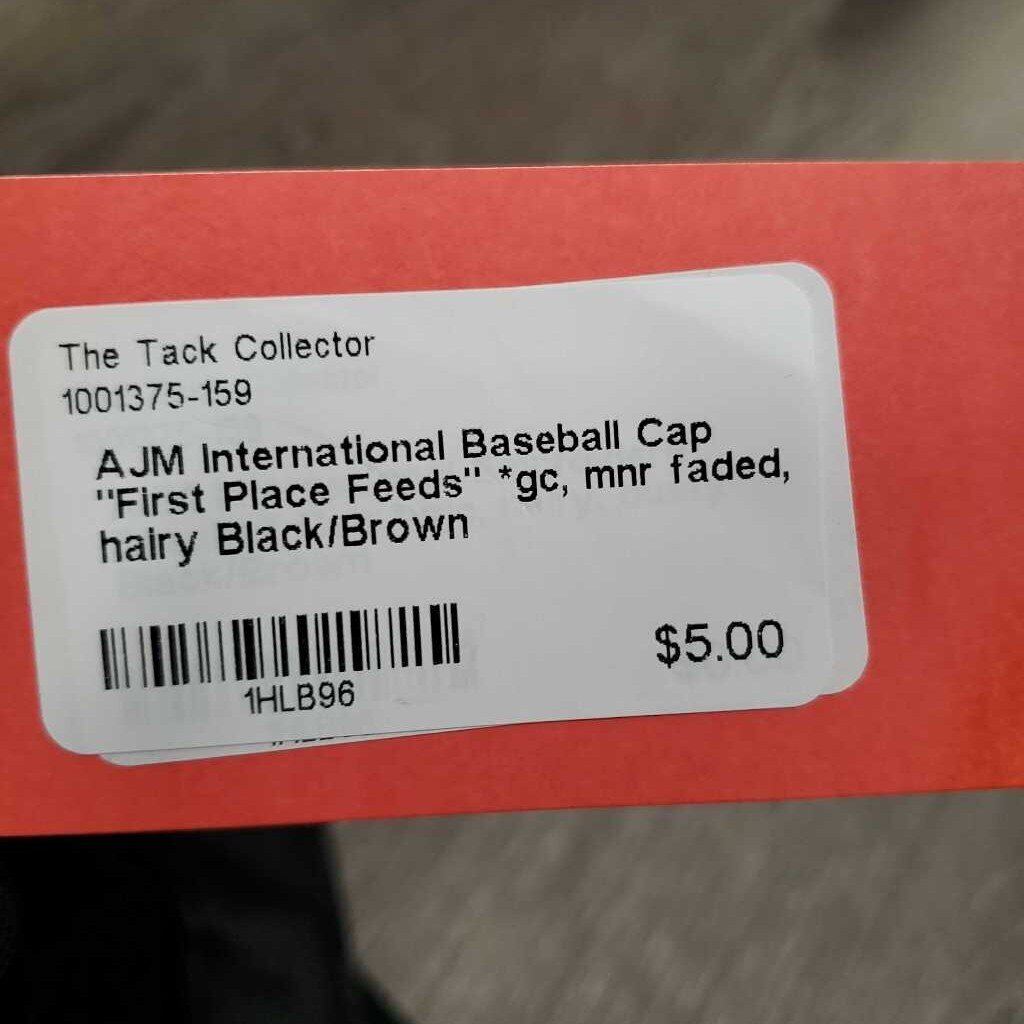 The Tack Collector
1001375-159
AJM International Baseball Cap
"First Place Feeds" *gc, mnr faded,
hairy Black/Brown
1HLB96
$5.00